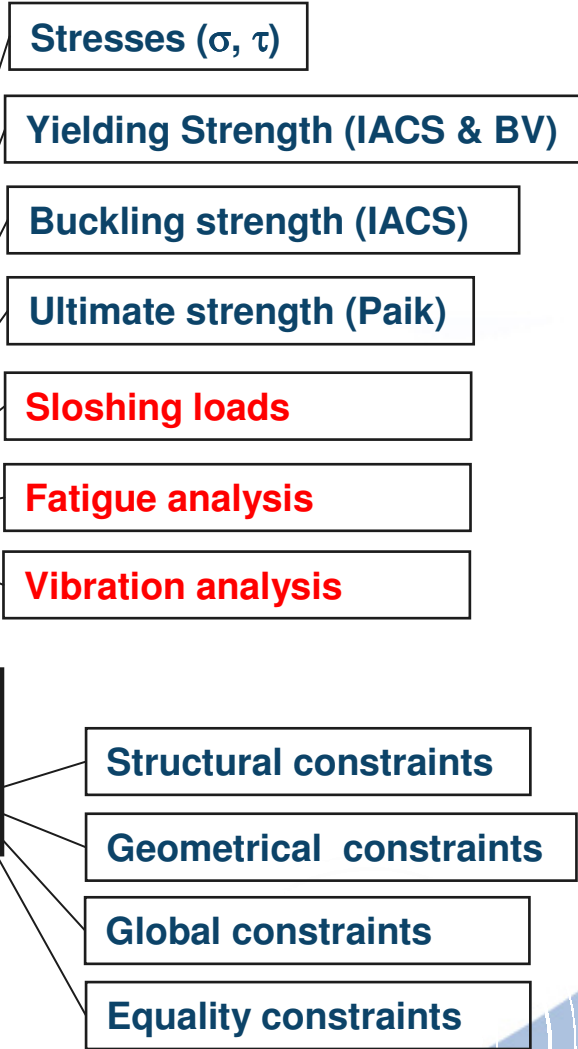 Stresses (σ, τ)
Yielding Strength (IACS & BV)
Buckling strength (IACS)
Ultimate strength (Paik)
Sloshing loads
Fatigue analysis
Vibration analysis
Structural constraints
Geometrical constraints
Global constraints
Equality constraints